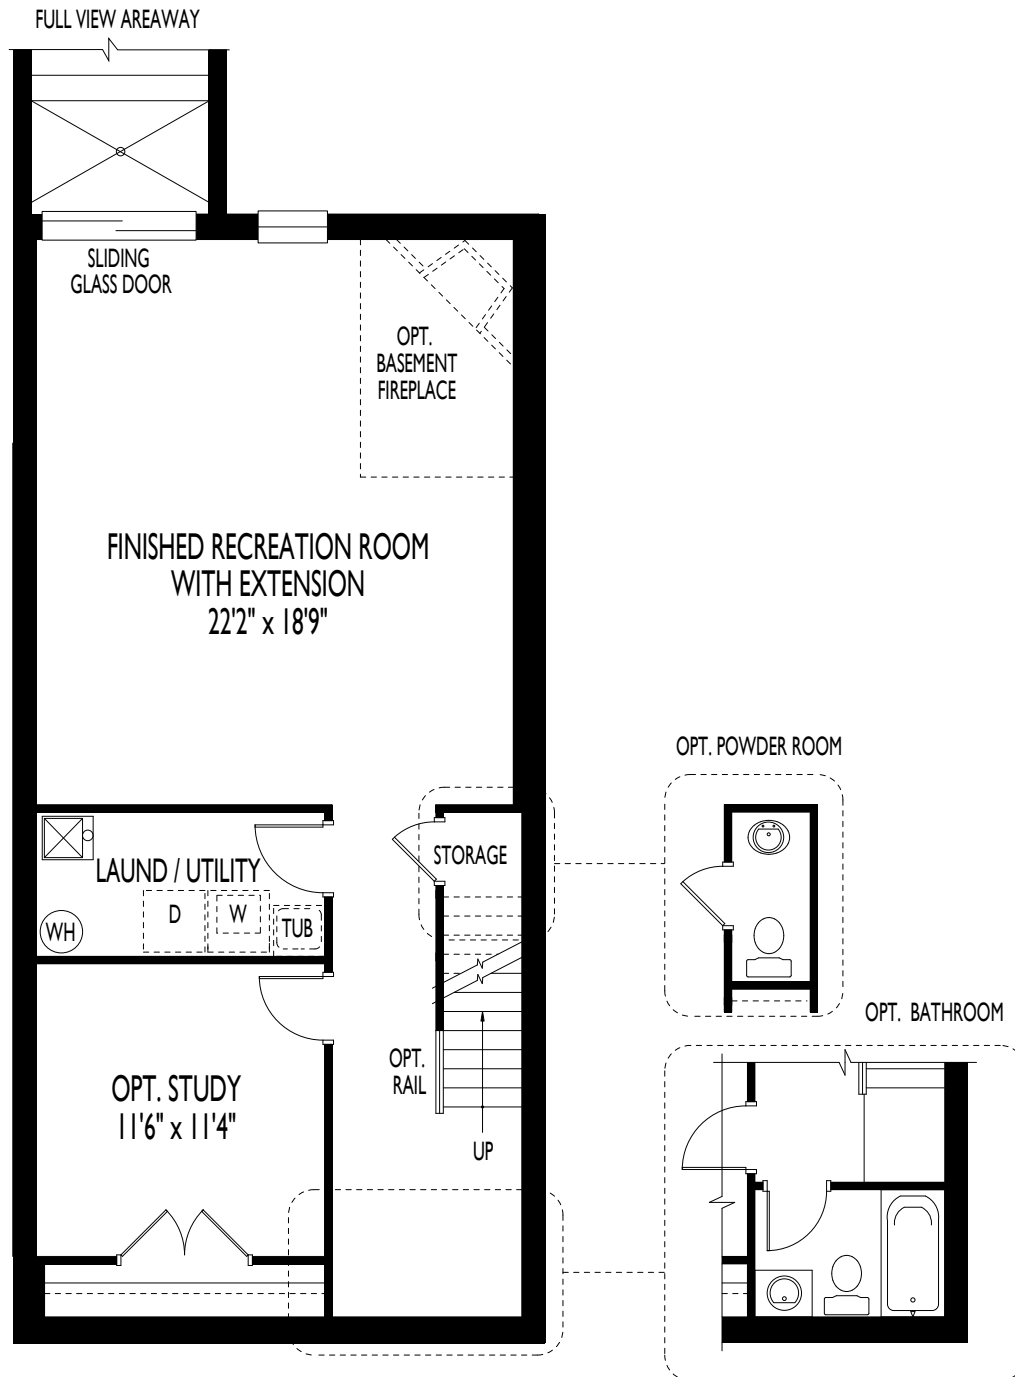 FULL VIEW AREAWAY
SLIDING
GLASS DOOR
OPT.
BASEMENT
FIREPLACE
FINISHED RECREATION ROOM
WITH EXTENSION
22'2" x 18'9"
OPT. POWDER ROOM
STORAGE
LAUND / UTILITY
D
W
TUB
WH
OPT. BATHROOM
OPT.
RAIL
OPT. STUDY
11'6" x 11'4"
UP